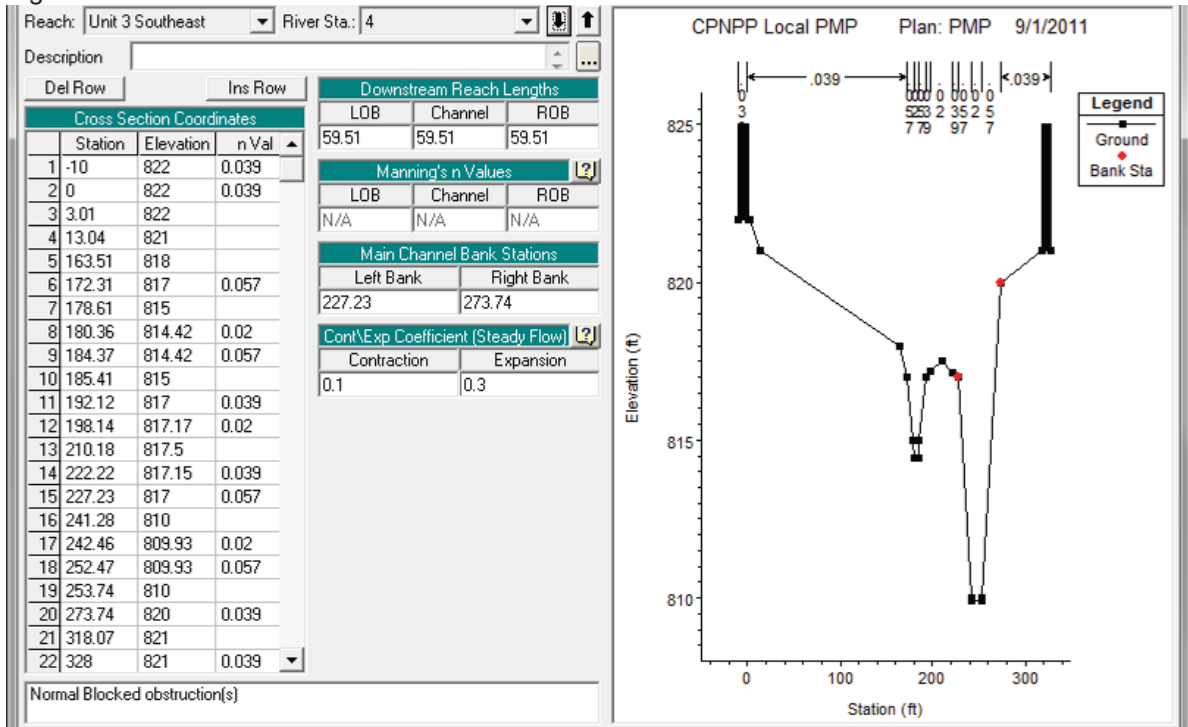 Reach: Unit 3 Southeast River Sta.: 4
Description ...
Del Row Ins Row
Cross Section Coordinates
Station Elevation n Val
1 -10 822 0.039
2 0 822 0.039
3 3.01 822
4 13.04 821
5 163.51 818
6 172.31 817 0.057
7 178.61 815
8 180.36 814.42 0.02
9 184.37 814.42 0.057
10 185.41 815
11 192.12 817 0.039
12 198.14 817.17 0.02
13 210.18 817.5
14 222.22 817.15 0.039
15 227.23 817 0.057
16 241.28 810
17 242.46 809.93 0.02
18 252.47 809.93 0.057
19 253.74 810
20 273.74 820 0.039
21 318.07 821
22 328 821 0.039
Downstream Reach Lengths
LOB Channel ROB
59.51 59.51 59.51
Manning's n Values ?
LOB Channel ROB
N/A N/A N/A
Main Channel Bank Stations
Left Bank Right Bank
227.23 273.74
Cont\Exp Coefficient (Steady Flow) ?
Contraction Expansion
0.1 0.3
Normal Blocked obstruction(s)
CPNPP Local PMP Plan: PMP 9/1/2011
.039
.039
Legend
Ground
Bank Sta
825
820
815
810
Elevation (ft)
0 100 200 300
Station (ft)